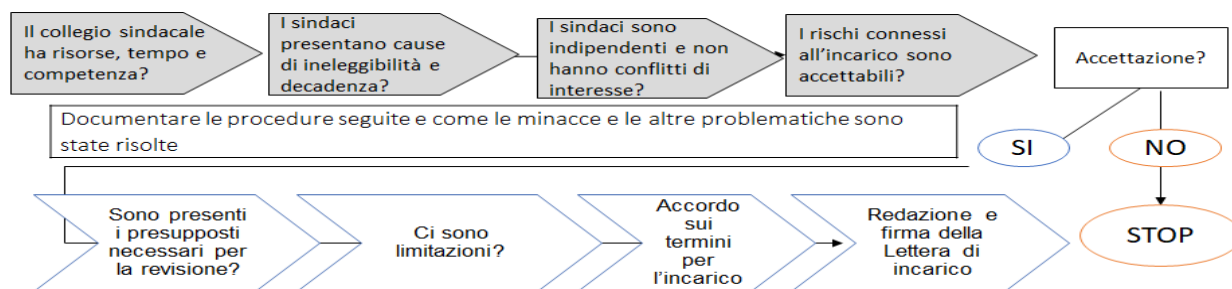 Il collegio sindacale
ha risorse, tempo e
competenza?
I sindaci
presentano cause
di ineleggibilità e
decadenza?
I sindaci sono
indipendenti e non
hanno conflitti di
interesse?
I rischi connessi
all'incarico sono
accettabili?
Accettazione?
Documentare le procedure seguite e come le minacce e le altre problematiche sono
state risolte
SI
NO
Sono presenti
i presupposti
necessari per
la revisione?
Ci sono
limitazioni?
Accordo
sui
termini
per
l'incarico
Redazione e
firma della
Lettera di
incarico
STOP